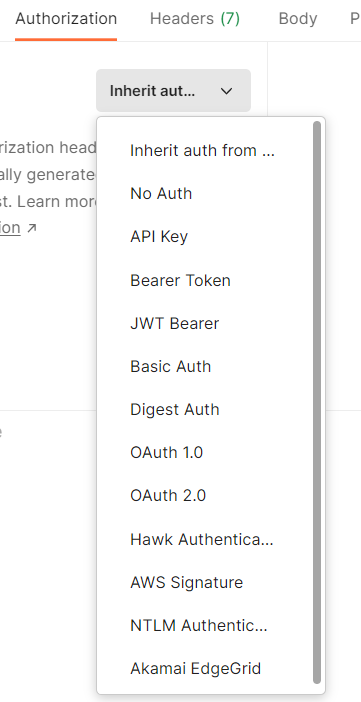 Authorization Headers (7) Body P
Inherit aut...
rization head
ally generate
st. Learn more
ion ↗
Inherit auth from ...
No Auth
API Key
Bearer Token
JWT Bearer
Basic Auth
Digest Auth
e
OAuth 1.0
OAuth 2.0
Hawk Authentica...
AWS Signature
NTLM Authentic...
Akamai EdgeGrid